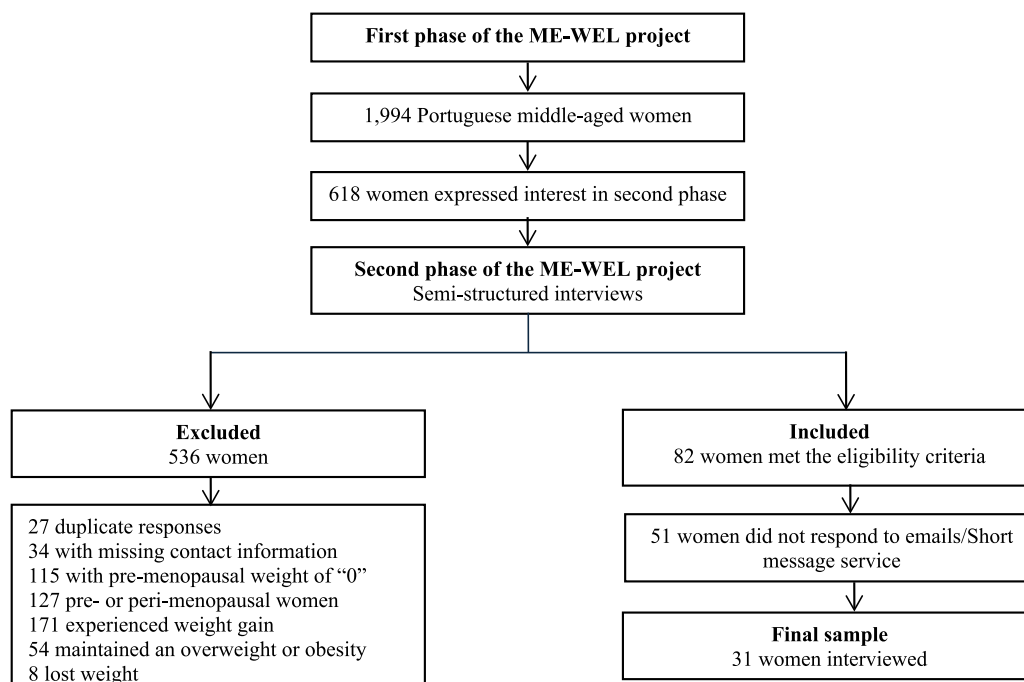 First phase of the ME-WEL project
1,994 Portuguese middle-aged women
618 women expressed interest in second phase
Second phase of the ME-WEL project
Semi-structured interviews
Excluded
536 women
27 duplicate responses
34 with missing contact information
115 with pre-menopausal weight of “0”
127 pre- or peri-menopausal women
171 experienced weight gain
54 maintained an overweight or obesity
8 lost weight
Included
82 women met the eligibility criteria
51 women did not respond to emails/Short
message service
Final sample
31 women interviewed